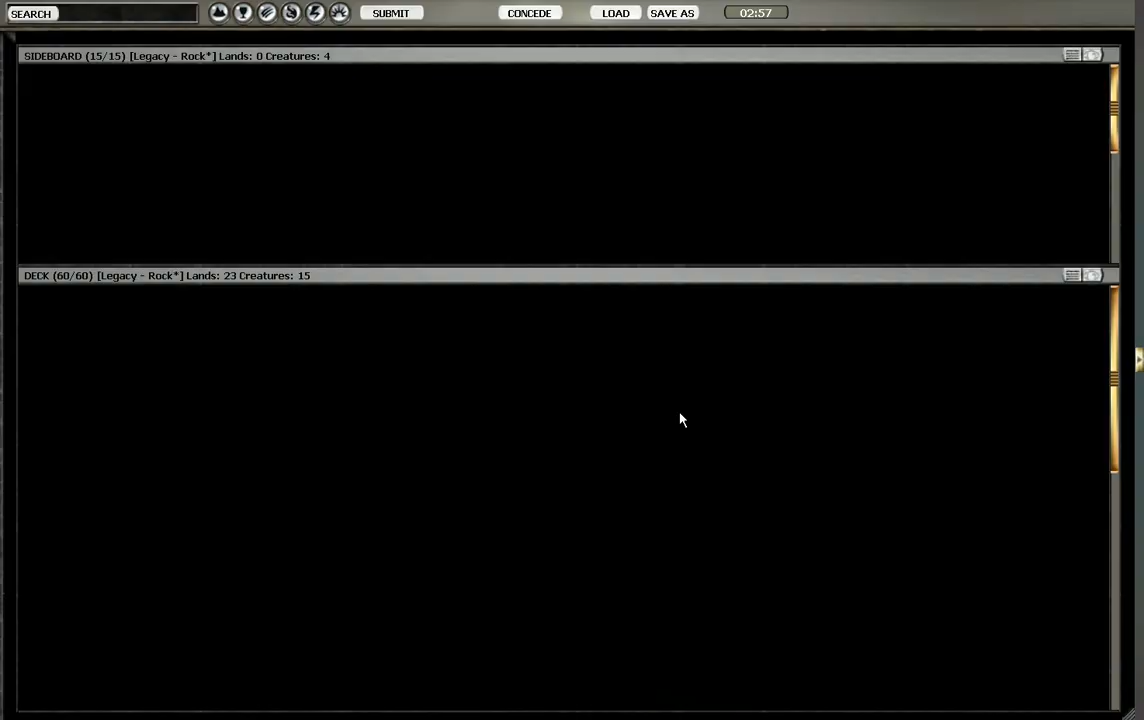 SEARCH SUBMIT CONCEDE LOAD SAVE AS 02:57
SIDEBOARD (15/15) [Legacy - Rock*] Lands: 0 Creatures: 4
DECK (60/60) [Legacy - Rock*] Lands: 23 Creatures: 15